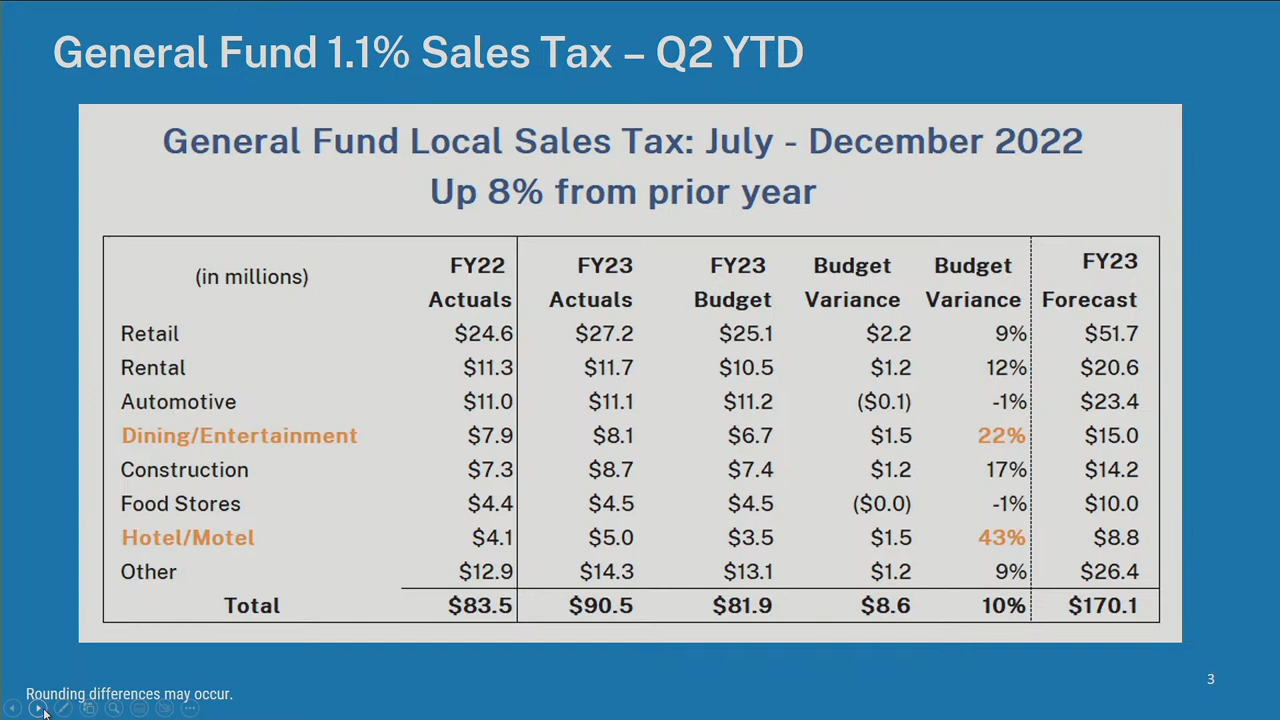 General Fund 1.1% Sales Tax – Q2 YTD
General Fund Local Sales Tax: July - December 2022
Up 8% from prior year
(in millions) FY22 Actuals FY23 Actuals FY23 Budget Budget Variance Budget Variance FY23 Forecast
Retail $24.6 $27.2 $25.1 $2.2 9% $51.7
Rental $11.3 $11.7 $10.5 $1.2 12% $20.6
Automotive $11.0 $11.1 $11.2 ($0.1) -1% $23.4
Dining/Entertainment $7.9 $8.1 $6.7 $1.5 22% $15.0
Construction $7.3 $8.7 $7.4 $1.2 17% $14.2
Food Stores $4.4 $4.5 $4.5 ($0.0) -1% $10.0
Hotel/Motel $4.1 $5.0 $3.5 $1.5 43% $8.8
Other $12.9 $14.3 $13.1 $1.2 9% $26.4
Total $83.5 $90.5 $81.9 $8.6 10% $170.1
3
Rounding differences may occur.